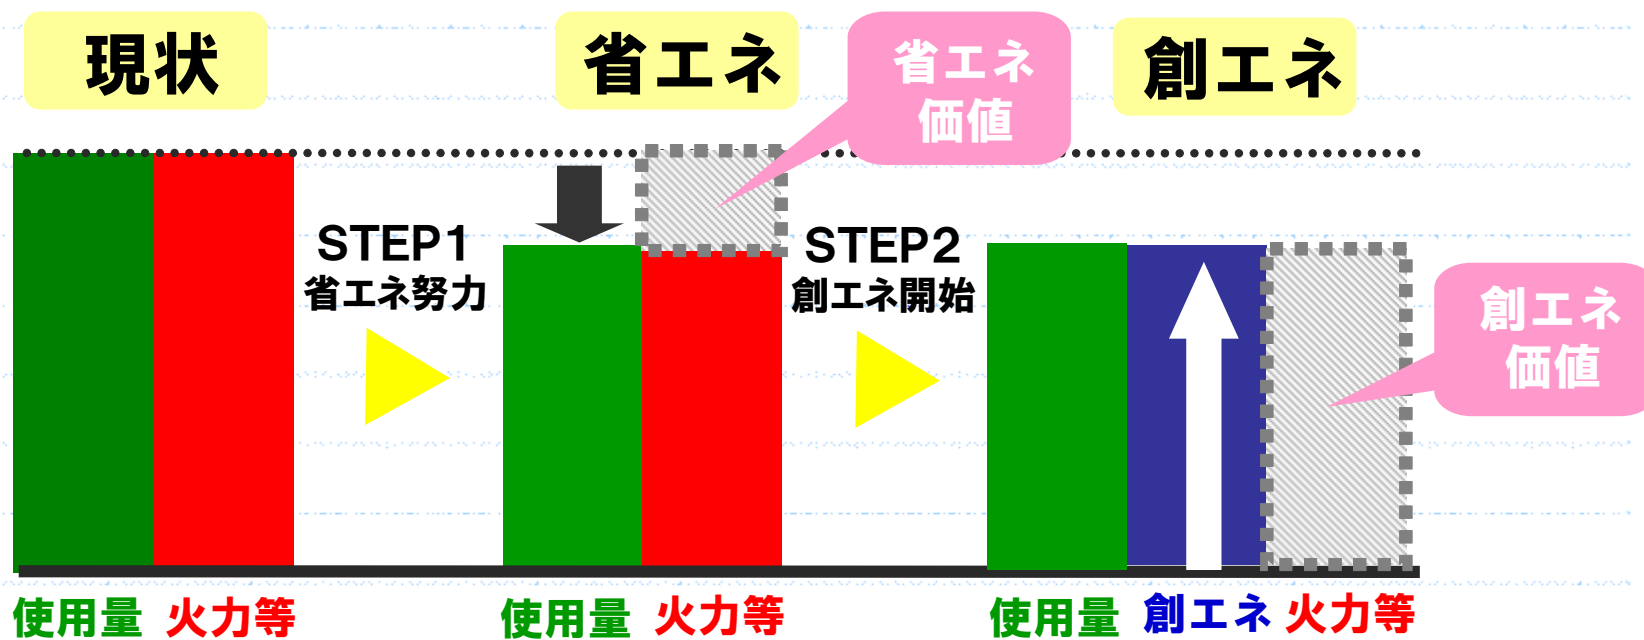 現状
省エネ
省エネ
価値
創エネ
STEP1
省エネ努力
STEP2
創エネ開始
創エネ
価値
使用量 火力等
使用量 火力等
使用量 創エネ 火力等